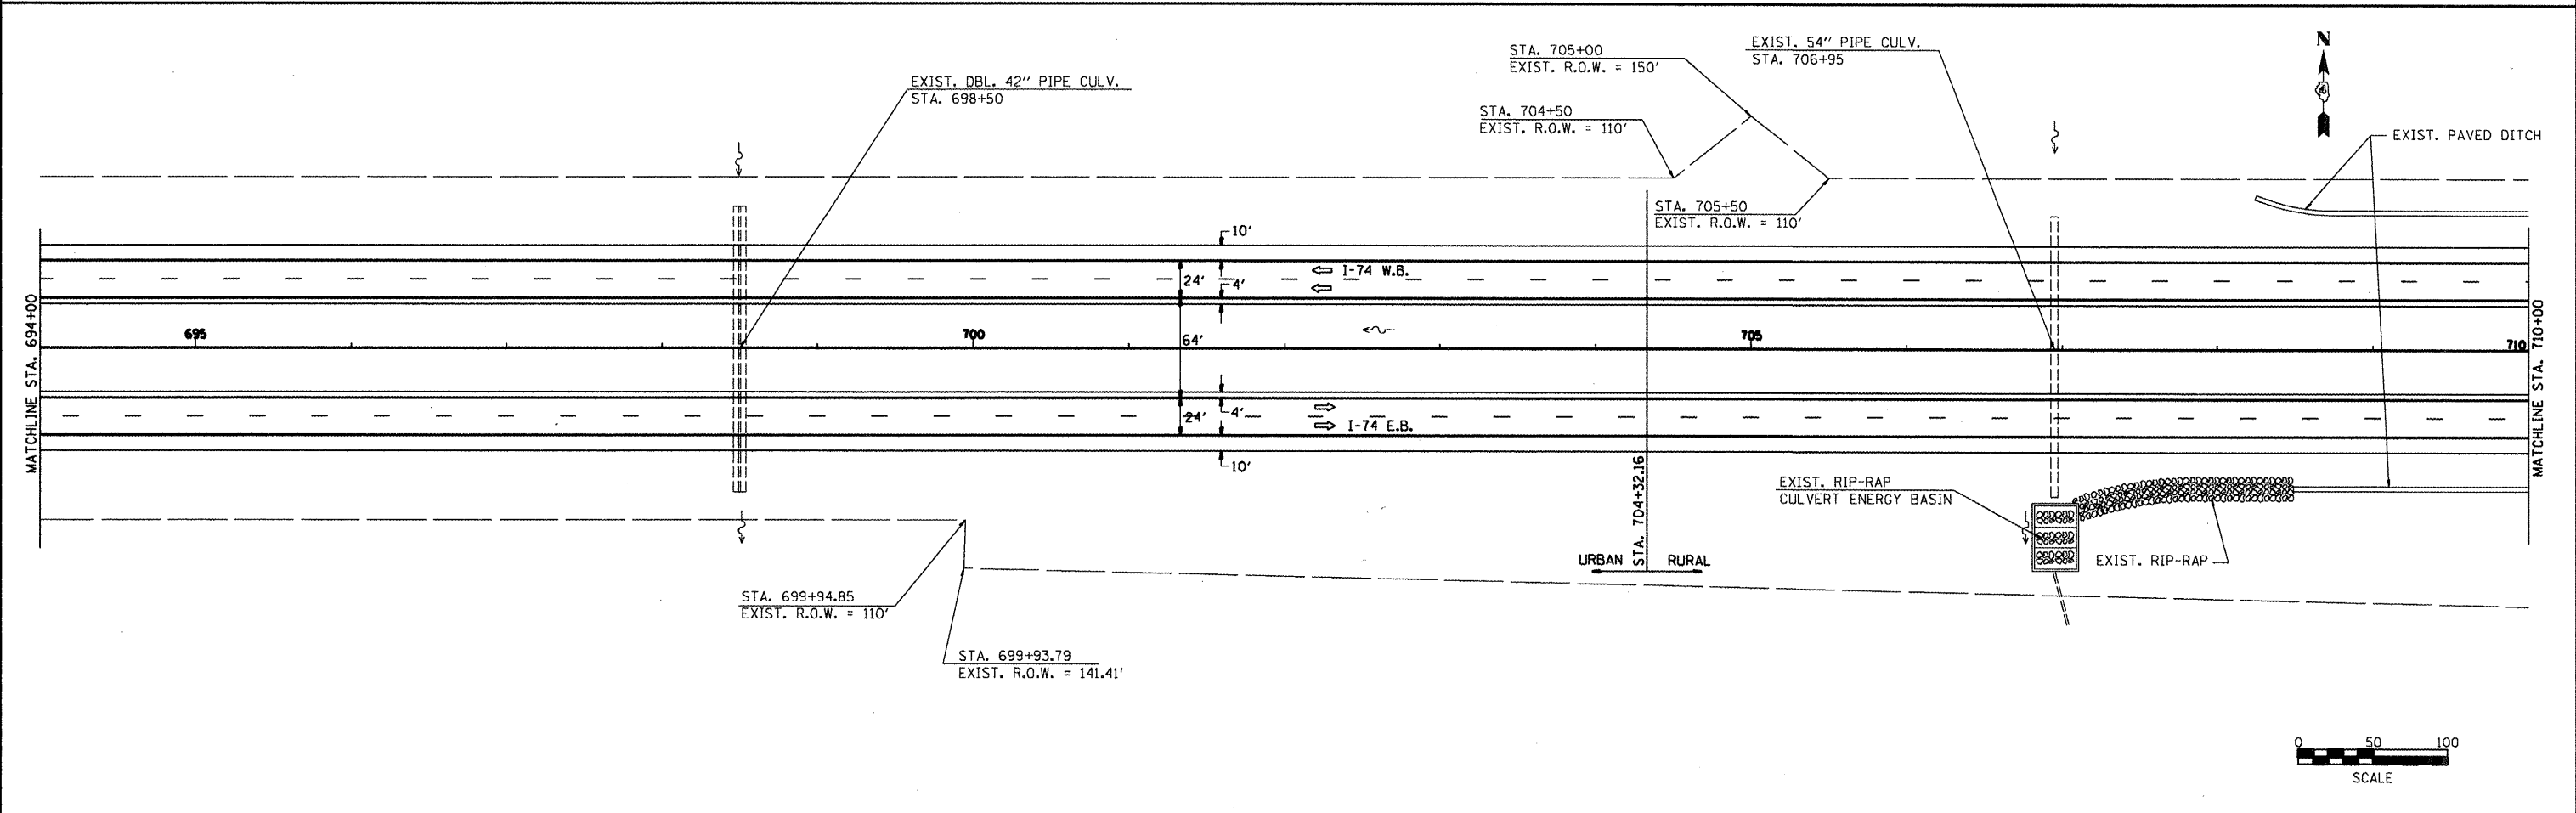 N
STA. 705+00
EXIST. R.O.W. = 150'
EXIST. 54" PIPE CULV.
STA. 706+95
EXIST. DBL. 42" PIPE CULV.
STA. 698+50
STA. 704+50
EXIST. R.O.W. = 110'
EXIST. PAVED DITCH
STA. 705+50
EXIST. R.O.W. = 110'
10'
24'
4'
I-74 W.B.
695
700
705
710
64'
MATCHLINE STA. 694+00
MATCHLINE STA. 710+00
24'
4'
I-74 E.B.
10'
STA. 704+32.16
EXIST. RIP-RAP
CULVERT ENERGY BASIN
URBAN
RURAL
EXIST. RIP-RAP
STA. 699+94.85
EXIST. R.O.W. = 110'
STA. 699+93.79
EXIST. R.O.W. = 141.41'
0 50 100
SCALE